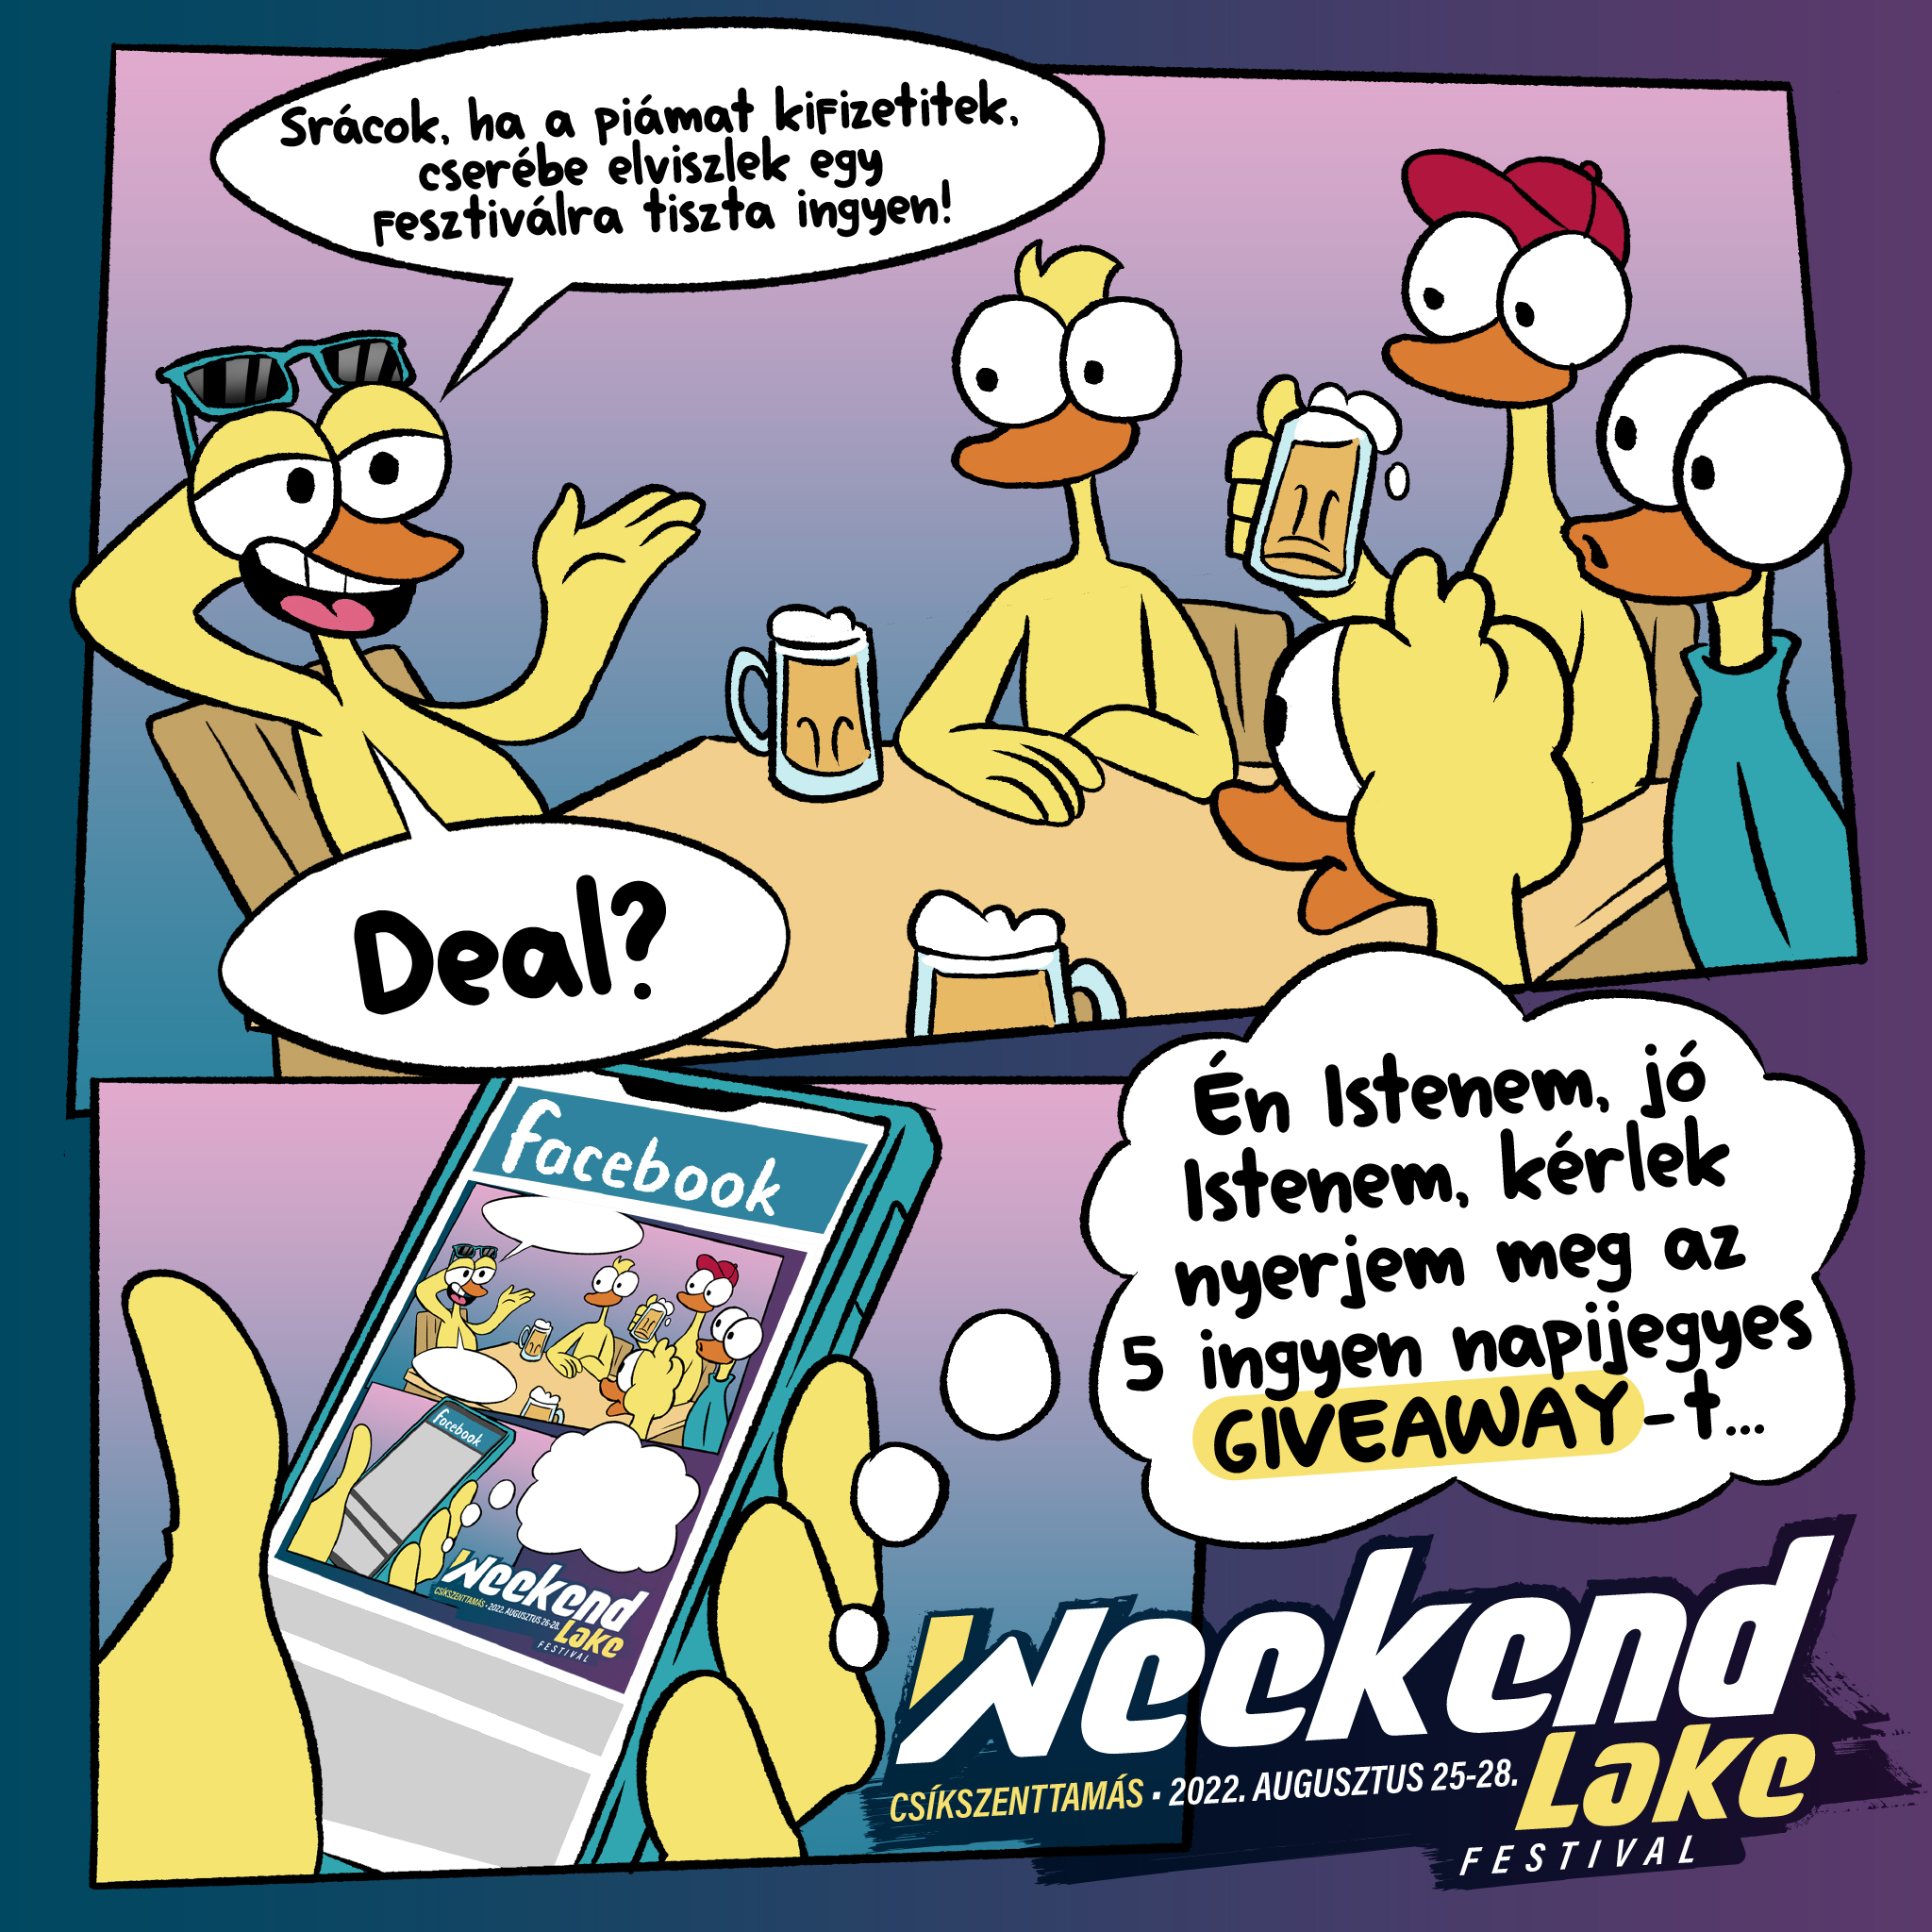 Srácok, ha a piámat kifizetitek,
cserébe elviszlek egy
fesztiválra tiszta ingyen!
Deal?
facebook
facebook
Weekend
CSÍKSZENTTAMÁS • 2022. AUGUSZTUS 26-28.
Lake
FESTIVAL
Én Istenem, jó
Istenem, kérlek
nyerjem meg az
5 ingyen napijegyes
GIVEAWAY-t...
Weekend
CSÍKSZENTTAMÁS • 2022. AUGUSZTUS 25-28.
Lake
FESTIVAL